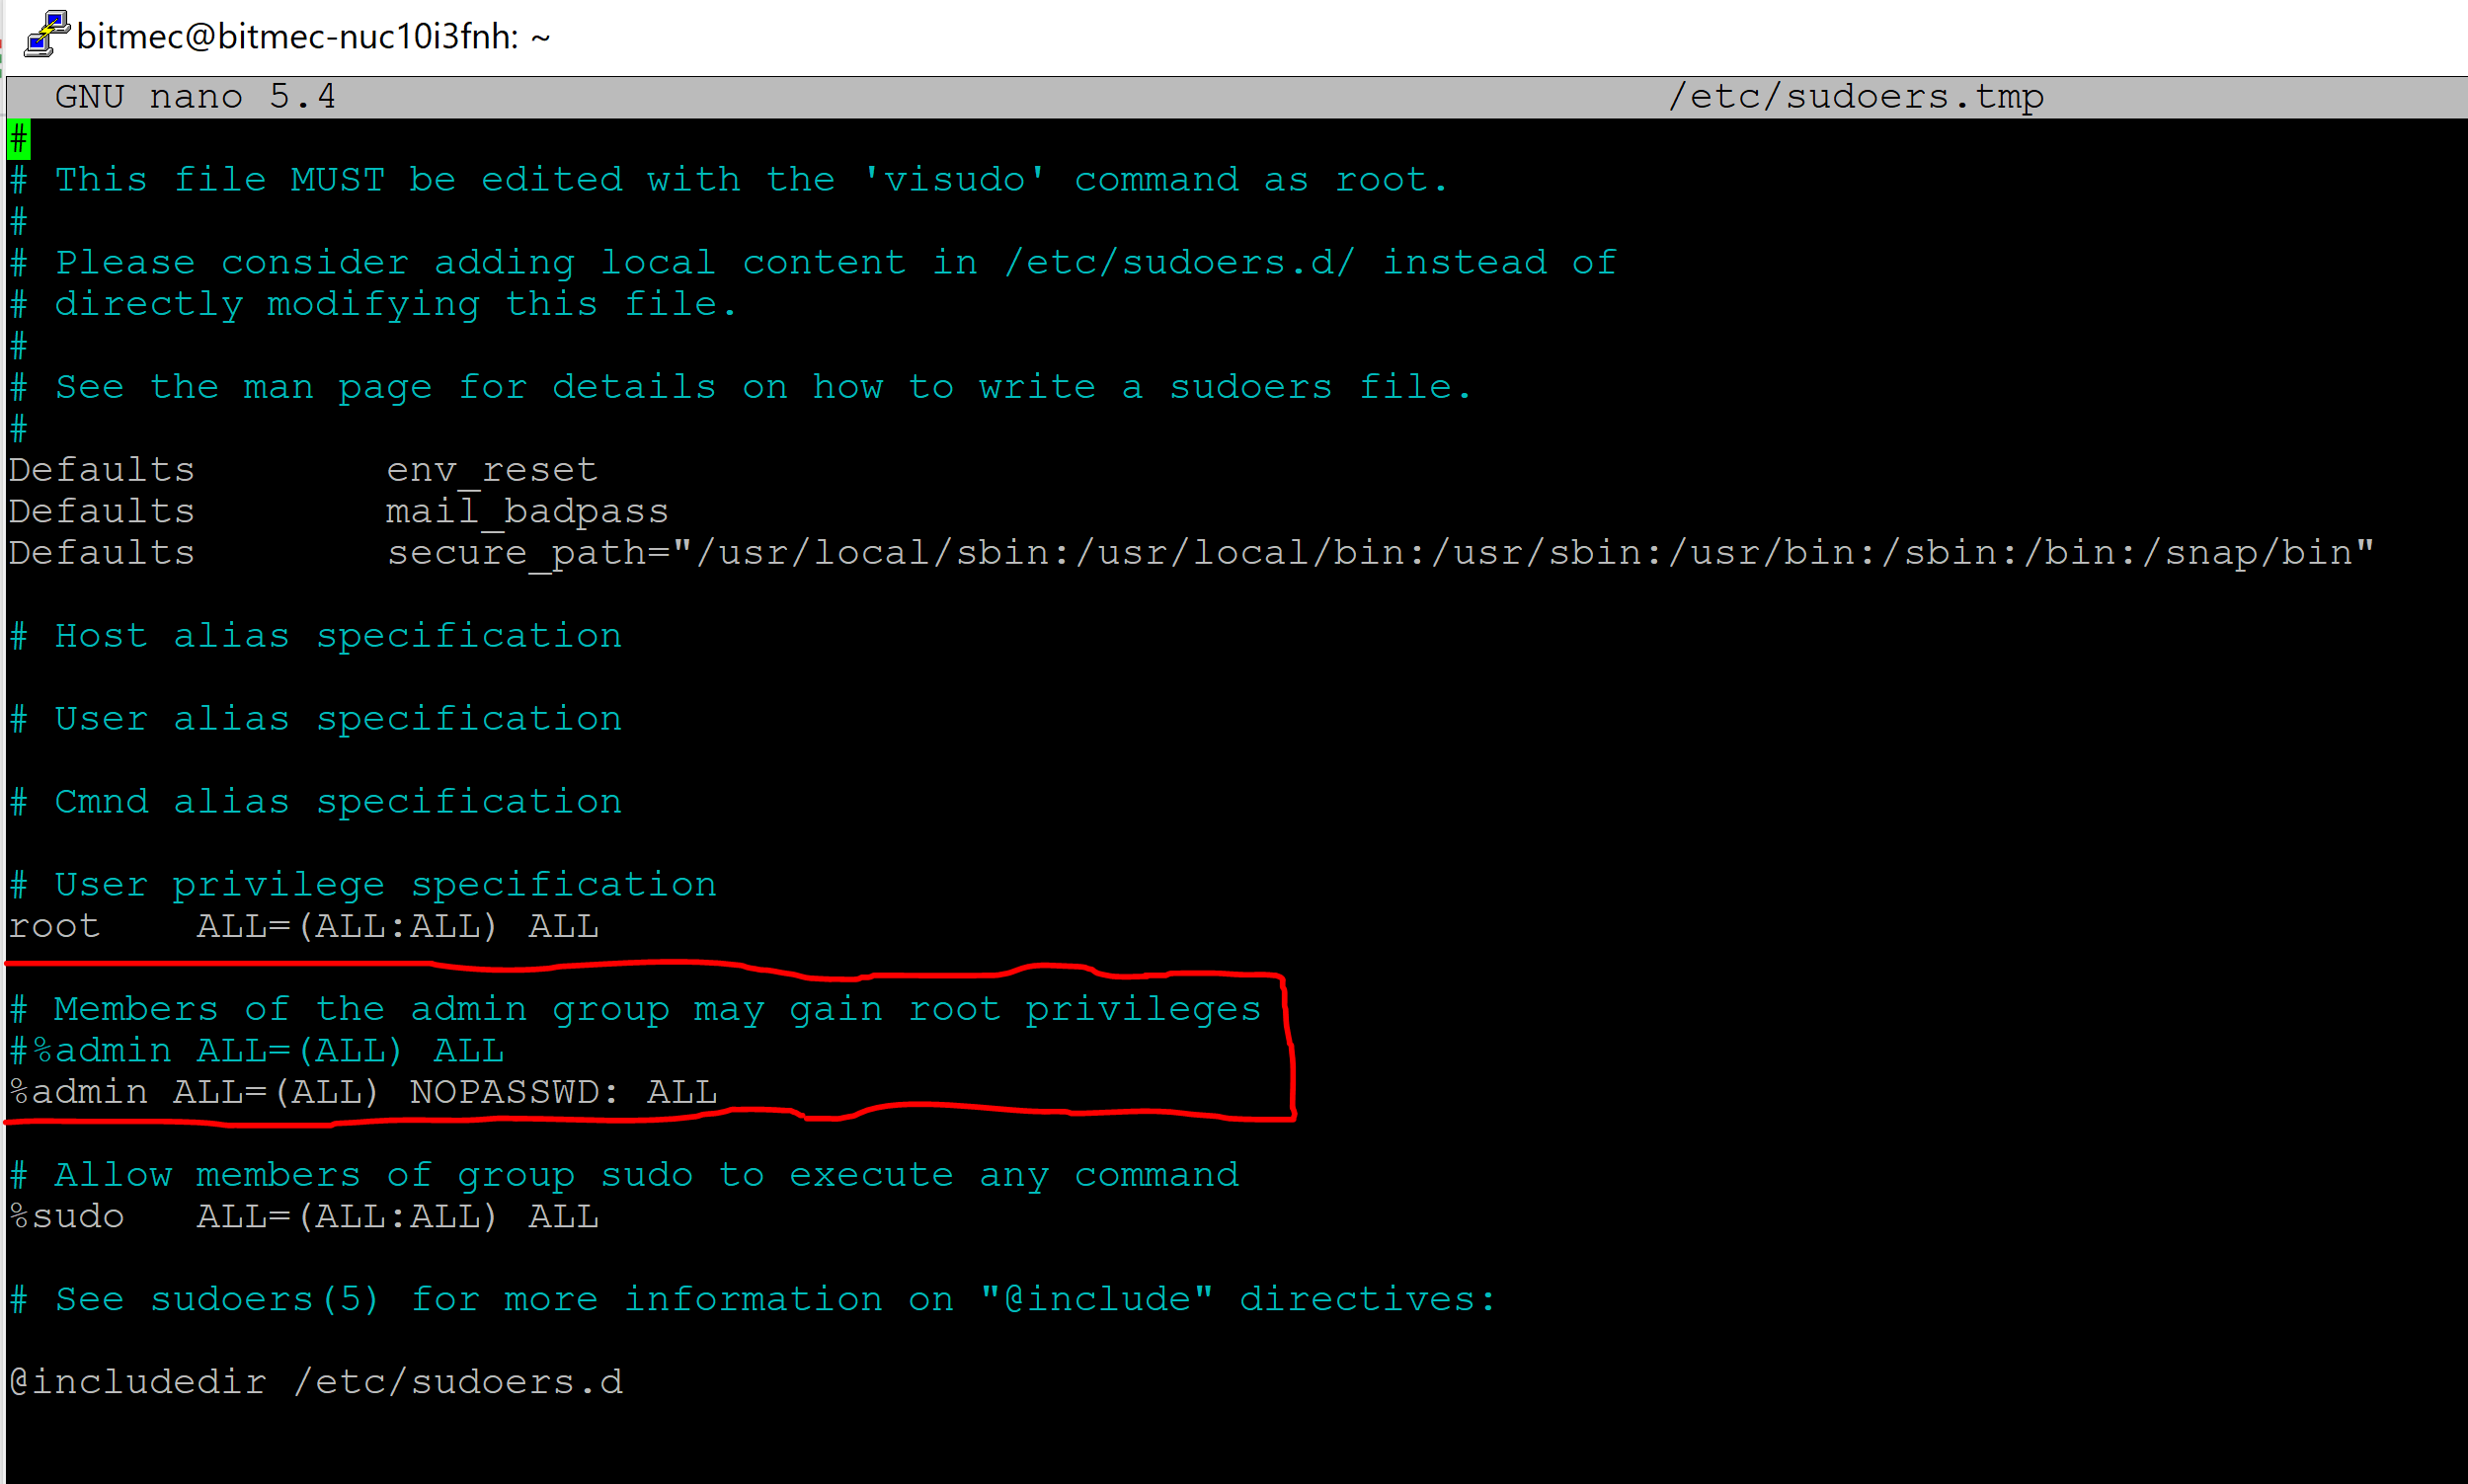 bitmec@bitmec-nuc10i3fnh: ~
GNU nano 5.4 /etc/sudoers.tmp
#
# This file MUST be edited with the 'visudo' command as root.
#
# Please consider adding local content in /etc/sudoers.d/ instead of
# directly modifying this file.
#
# See the man page for details on how to write a sudoers file.
#
Defaults        env_reset
Defaults        mail_badpass
Defaults        secure_path="/usr/local/sbin:/usr/local/bin:/usr/sbin:/usr/bin:/sbin:/bin:/snap/bin"
# Host alias specification
# User alias specification
# Cmnd alias specification
# User privilege specification
root    ALL=(ALL:ALL) ALL
# Members of the admin group may gain root privileges
#%admin ALL=(ALL) ALL
%admin ALL=(ALL) NOPASSWD: ALL
# Allow members of group sudo to execute any command
%sudo   ALL=(ALL:ALL) ALL
# See sudoers(5) for more information on "@include" directives:
@includedir /etc/sudoers.d